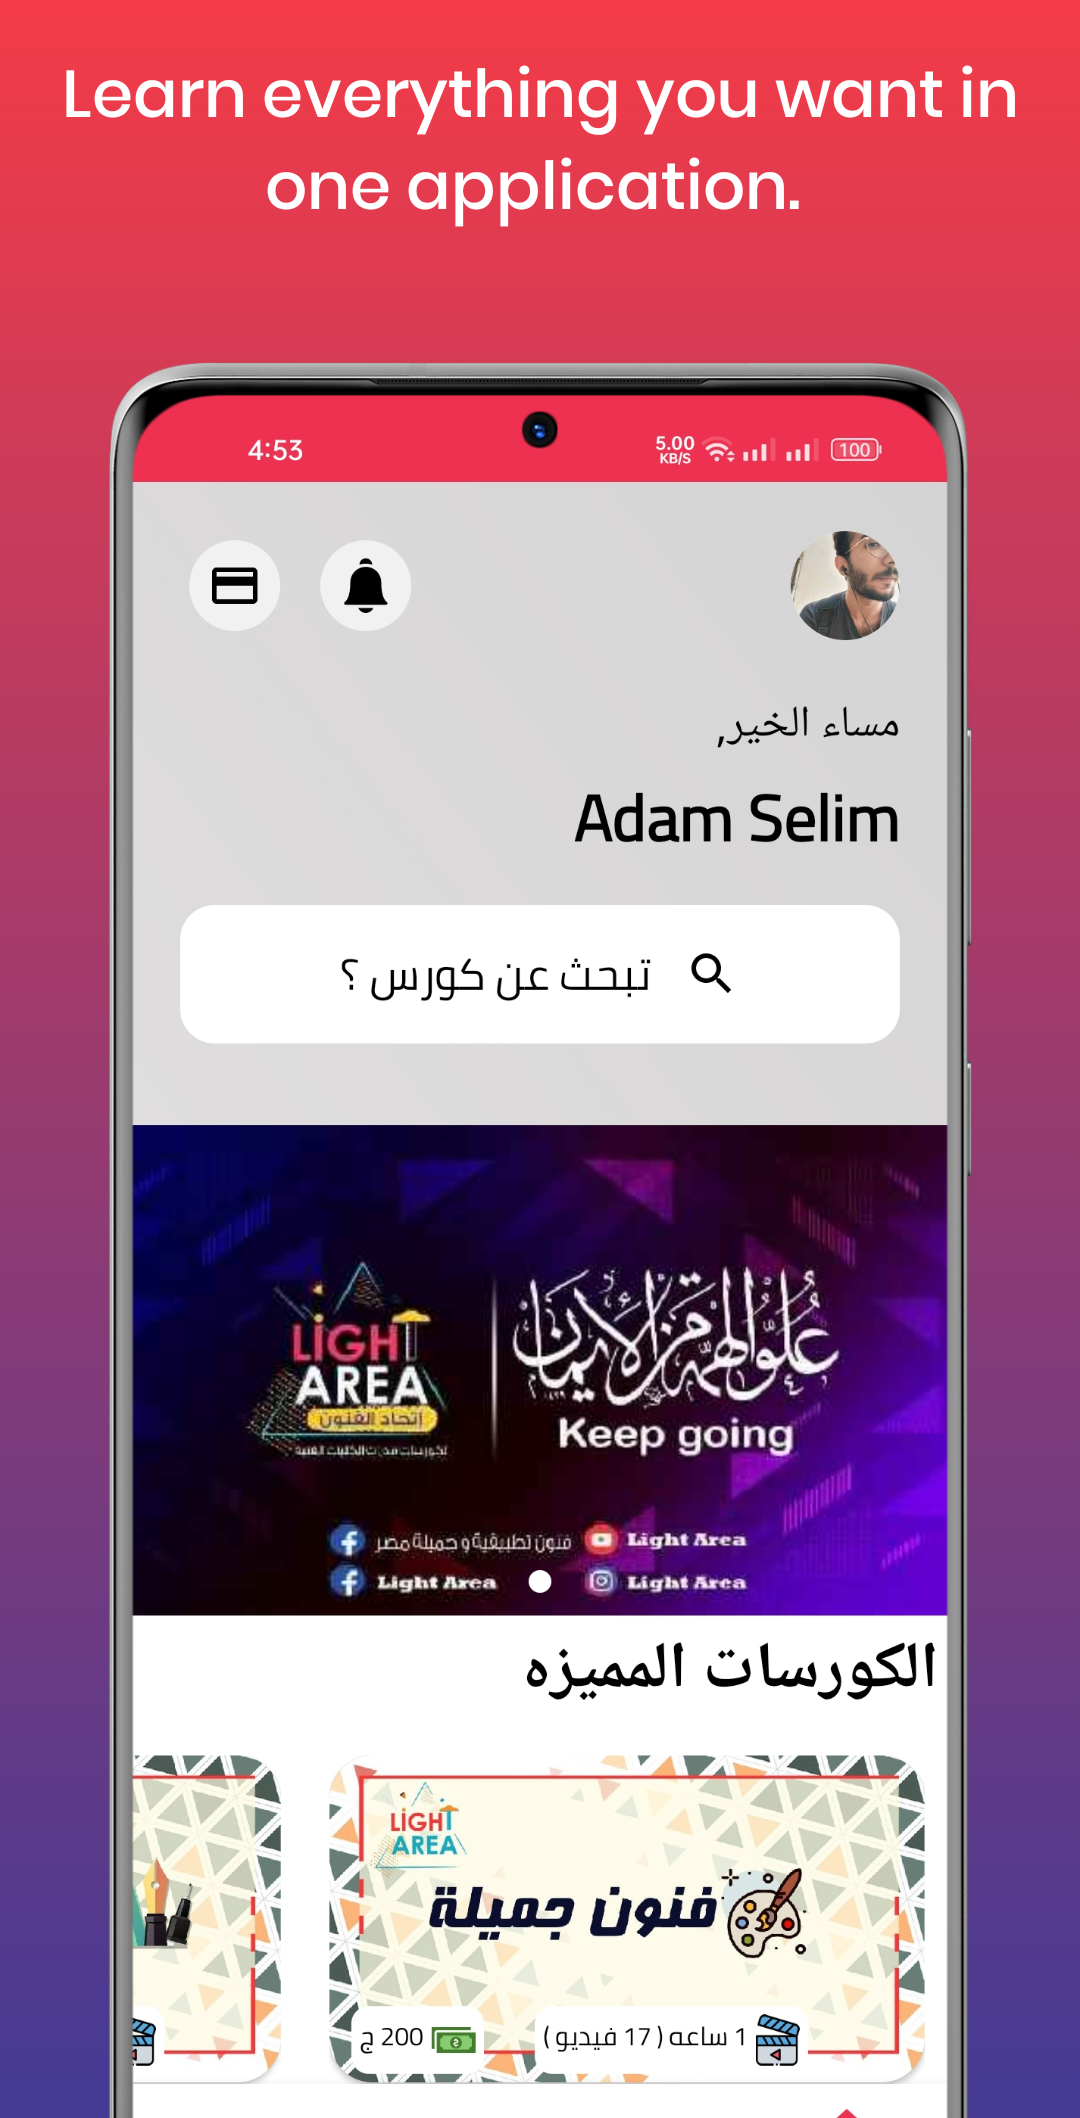 Learn everything you want in
one application.
4:53
5.00
KB/S
100
مساء الخير,
Adam Selim
تبحث عن كورس ؟
LIGHT
AREA
إتحاد الفنون
علو الهمة من الإيمان
Keep going
فنون تطبيقية و جميلة مصر
Light Area
Light Area
Light Area
الكورسات المميزه
LIGHT
AREA
فنون جميلة
1 ساعه ( 17 فيديو )
200 ج